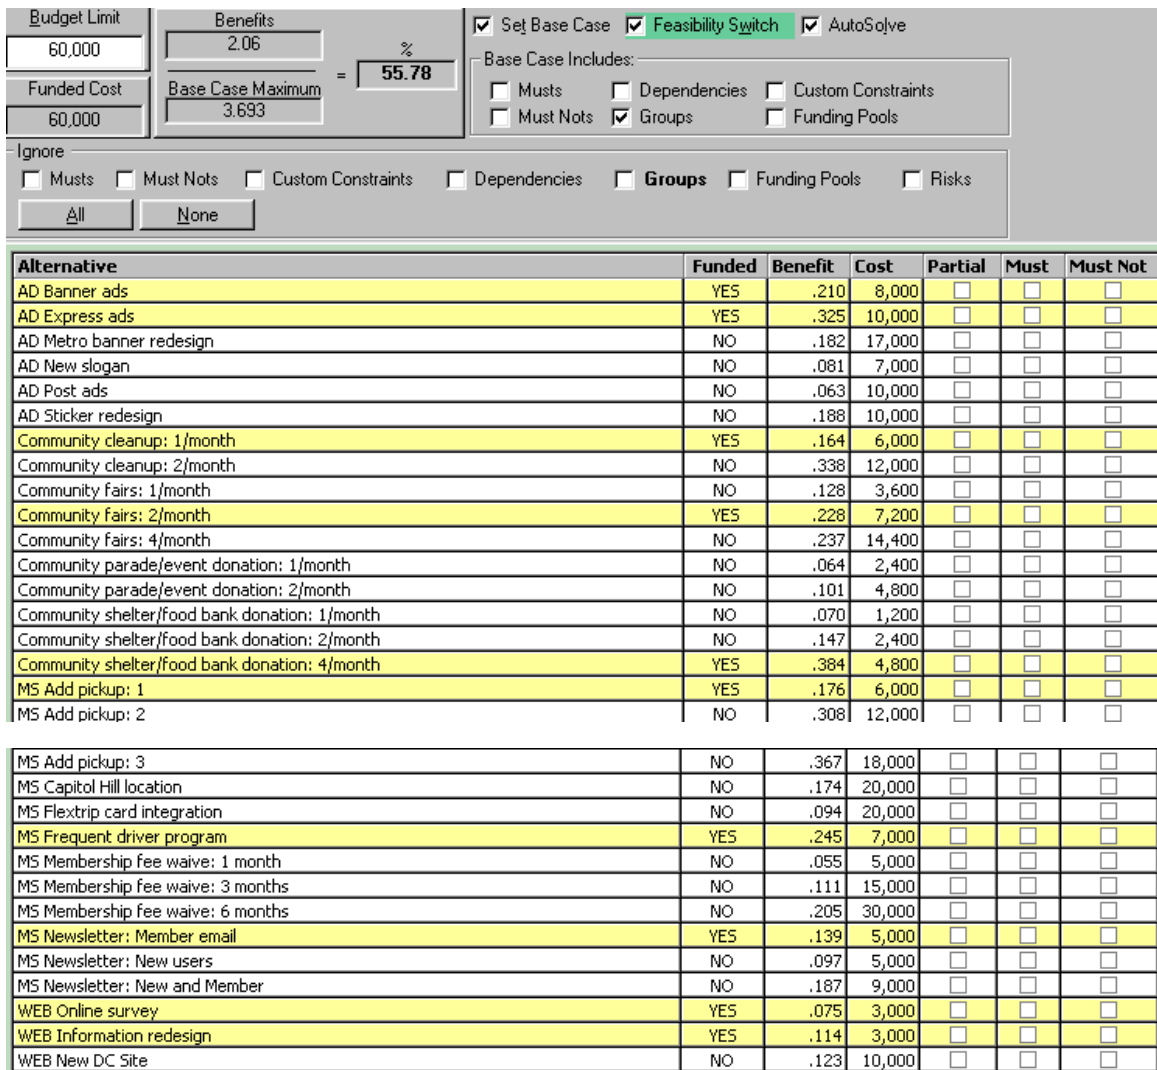 Budget Limit
60,000
Funded Cost
60,000
Benefits
2.06
Base Case Maximum
3.693
=
%
55.78
Set Base Case Feasibility Switch AutoSolve
Base Case Includes:
Musts Dependencies Custom Constraints
Must Nots Groups Funding Pools
Ignore
Musts Must Nots Custom Constraints Dependencies Groups Funding Pools Risks
All None
Alternative Funded Benefit Cost Partial Must Must Not
AD Banner ads YES .210 8,000
AD Express ads YES .325 10,000
AD Metro banner redesign NO .182 17,000
AD New slogan NO .081 7,000
AD Post ads NO .063 10,000
AD Sticker redesign NO .188 10,000
Community cleanup: 1/month YES .164 6,000
Community cleanup: 2/month NO .338 12,000
Community fairs: 1/month NO .128 3,600
Community fairs: 2/month YES .228 7,200
Community fairs: 4/month NO .237 14,400
Community parade/event donation: 1/month NO .064 2,400
Community parade/event donation: 2/month NO .101 4,800
Community shelter/food bank donation: 1/month NO .070 1,200
Community shelter/food bank donation: 2/month NO .147 2,400
Community shelter/food bank donation: 4/month YES .384 4,800
MS Add pickup: 1 YES .176 6,000
MS Add pickup: 2 NO .308 12,000
MS Add pickup: 3 NO .367 18,000
MS Capitol Hill location NO .174 20,000
MS Flextrip card integration NO .094 20,000
MS Frequent driver program YES .245 7,000
MS Membership fee waive: 1 month NO .055 5,000
MS Membership fee waive: 3 months NO .111 15,000
MS Membership fee waive: 6 months NO .205 30,000
MS Newsletter: Member email YES .139 5,000
MS Newsletter: New users NO .097 5,000
MS Newsletter: New and Member NO .187 9,000
WEB Online survey YES .075 3,000
WEB Information redesign YES .114 3,000
WEB New DC Site NO .123 10,000